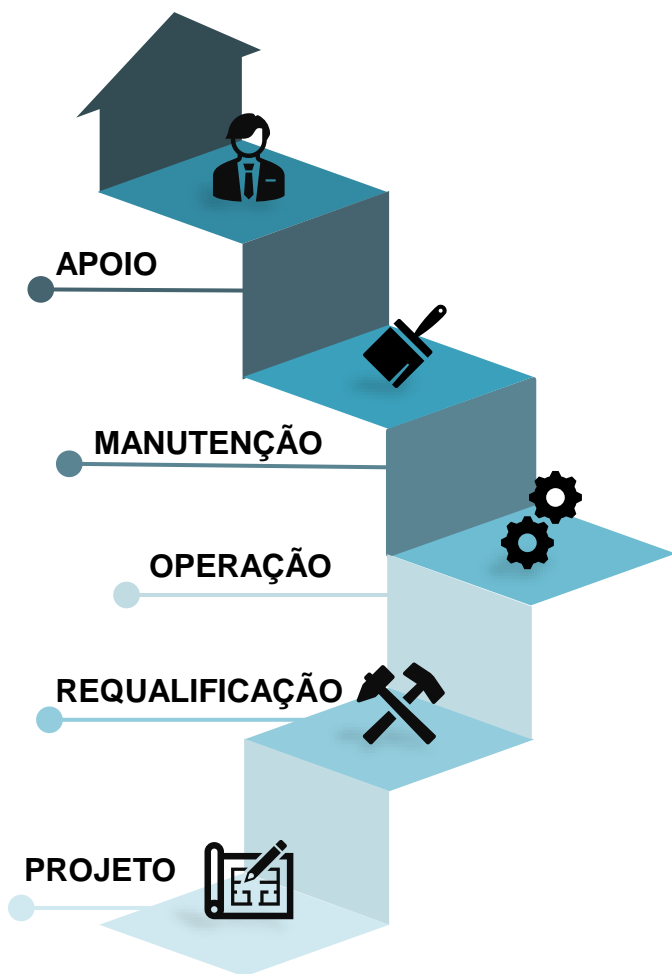 APOIO
MANUTENÇÃO
OPERAÇÃO
REQUALIFICAÇÃO
PROJETO